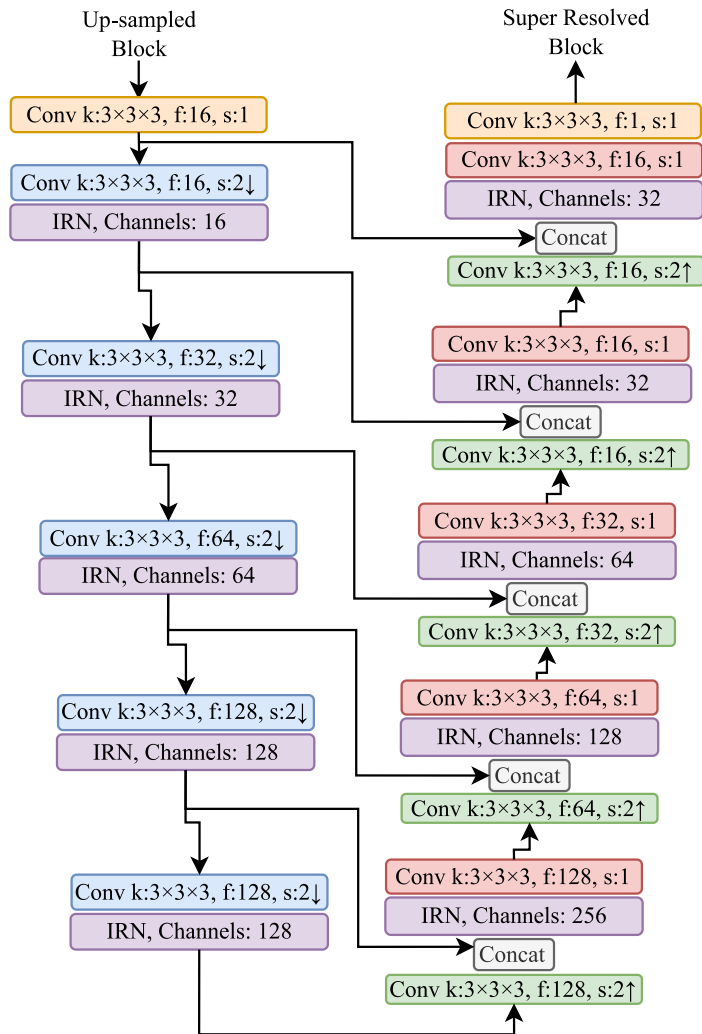 Up-sampled
Block
Conv k:3×3×3, f:16, s:1
Conv k:3×3×3, f:16, s:2↓
IRN, Channels: 16
Conv k:3×3×3, f:32, s:2↓
IRN, Channels: 32
Conv k:3×3×3, f:64, s:2↓
IRN, Channels: 64
Conv k:3×3×3, f:128, s:2↓
IRN, Channels: 128
Conv k:3×3×3, f:128, s:2↓
IRN, Channels: 128
Super Resolved
Block
Conv k:3×3×3, f:1, s:1
Conv k:3×3×3, f:16, s:1
IRN, Channels: 32
Concat
Conv k:3×3×3, f:16, s:2↑
Conv k:3×3×3, f:16, s:1
IRN, Channels: 32
Concat
Conv k:3×3×3, f:16, s:2↑
Conv k:3×3×3, f:32, s:1
IRN, Channels: 64
Concat
Conv k:3×3×3, f:32, s:2↑
Conv k:3×3×3, f:64, s:1
IRN, Channels: 128
Concat
Conv k:3×3×3, f:64, s:2↑
Conv k:3×3×3, f:128, s:1
IRN, Channels: 256
Concat
Conv k:3×3×3, f:128, s:2↑